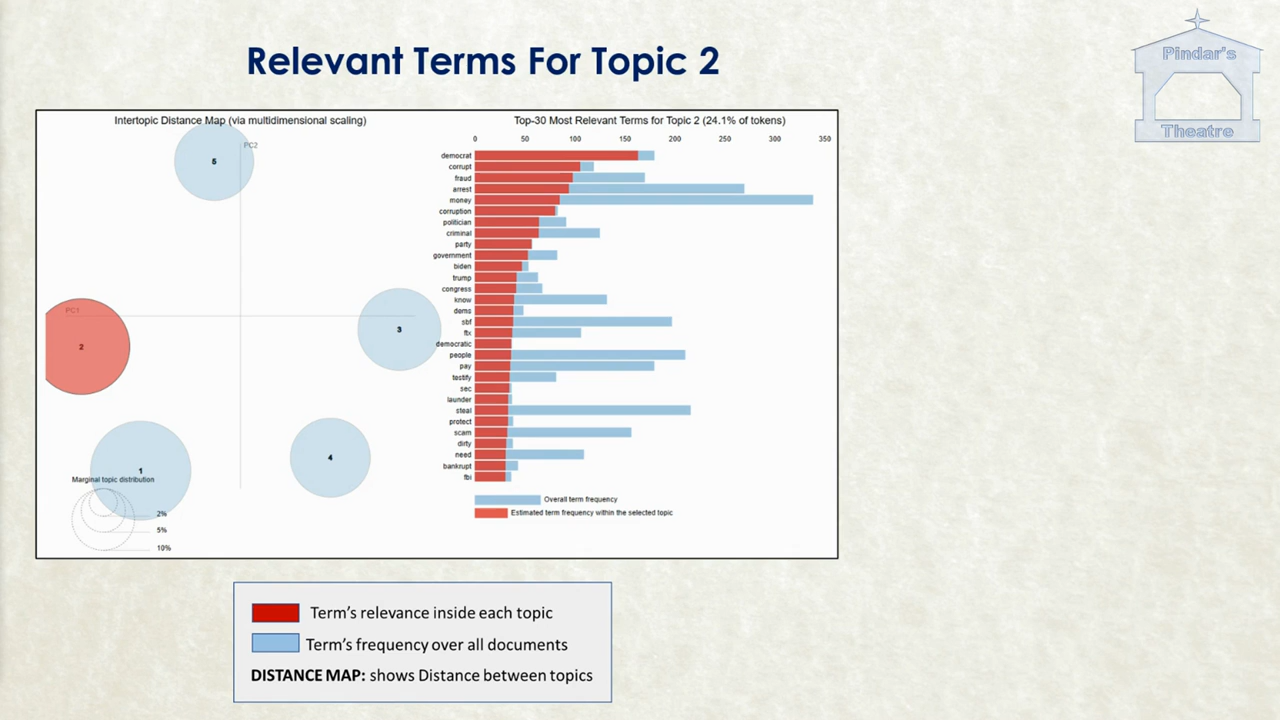 Relevant Terms For Topic 2
Pindar's
Theatre
Intertopic Distance Map (via multidimensional scaling)
PC2
5
PC1
2
3
1
4
Marginal topic distribution
2%
5%
10%
Top-30 Most Relevant Terms for Topic 2 (24.1% of tokens)
0 50 100 150 200 250 300 350
democrat
corrupt
fraud
arrest
money
corruption
politician
criminal
party
government
biden
trump
congress
know
dems
sbf
ftx
democratic
people
pay
testify
sec
launder
steal
protect
scam
dirty
need
bankrupt
fbi
Overall term frequency
Estimated term frequency within the selected topic
Term's relevance inside each topic
Term's frequency over all documents
DISTANCE MAP: shows Distance between topics